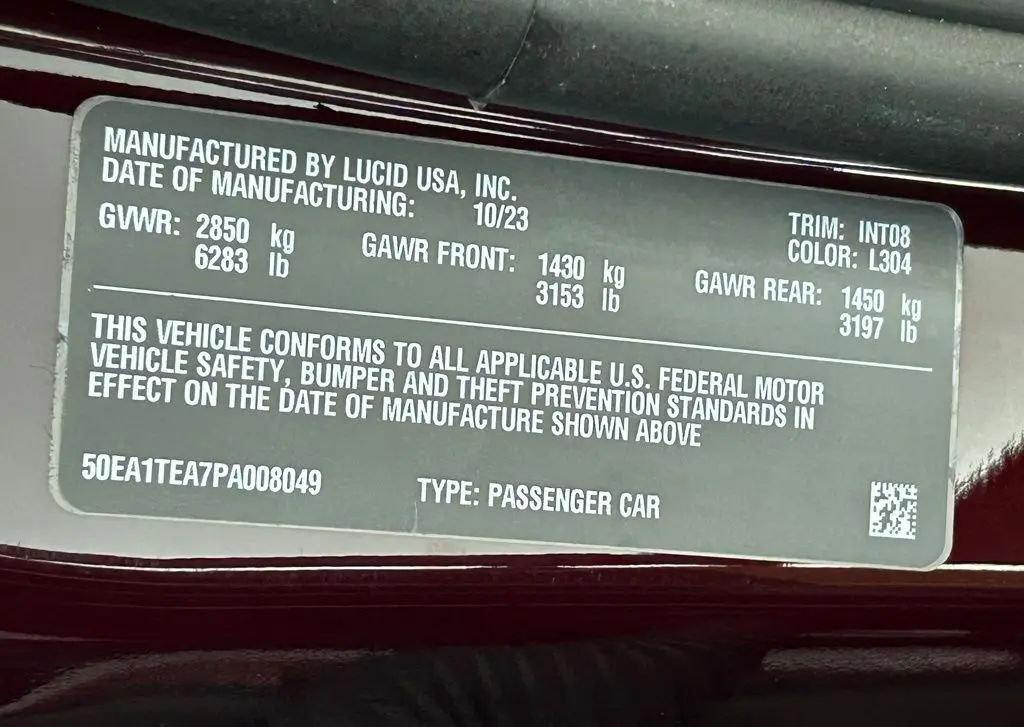 MANUFACTURED BY LUCID USA, INC.
DATE OF MANUFACTURING: 10/23
TRIM: INT08
COLOR: L304
GVWR: 2850 kg
6283 lb
GAWR FRONT: 1430 kg
3153 lb
GAWR REAR: 1450 kg
3197 lb
THIS VEHICLE CONFORMS TO ALL APPLICABLE U.S. FEDERAL MOTOR
VEHICLE SAFETY, BUMPER AND THEFT PREVENTION STANDARDS IN
EFFECT ON THE DATE OF MANUFACTURE SHOWN ABOVE
50EA1TEA7PA008049
TYPE: PASSENGER CAR